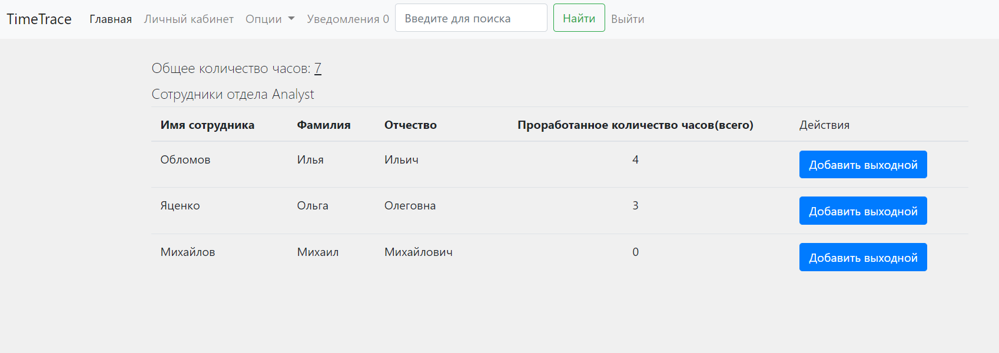 TimeTrace Главная Личный кабинет Опции Уведомления 0 Введите для поиска Найти Выйти
Общее количество часов: 7
Сотрудники отдела Analyst
Имя сотрудника Фамилия Отчество Проработанное количество часов(всего) Действия
Обломов Илья Ильич 4 Добавить выходной
Яценко Ольга Олеговна 3 Добавить выходной
Михайлов Михаил Михайлович 0 Добавить выходной